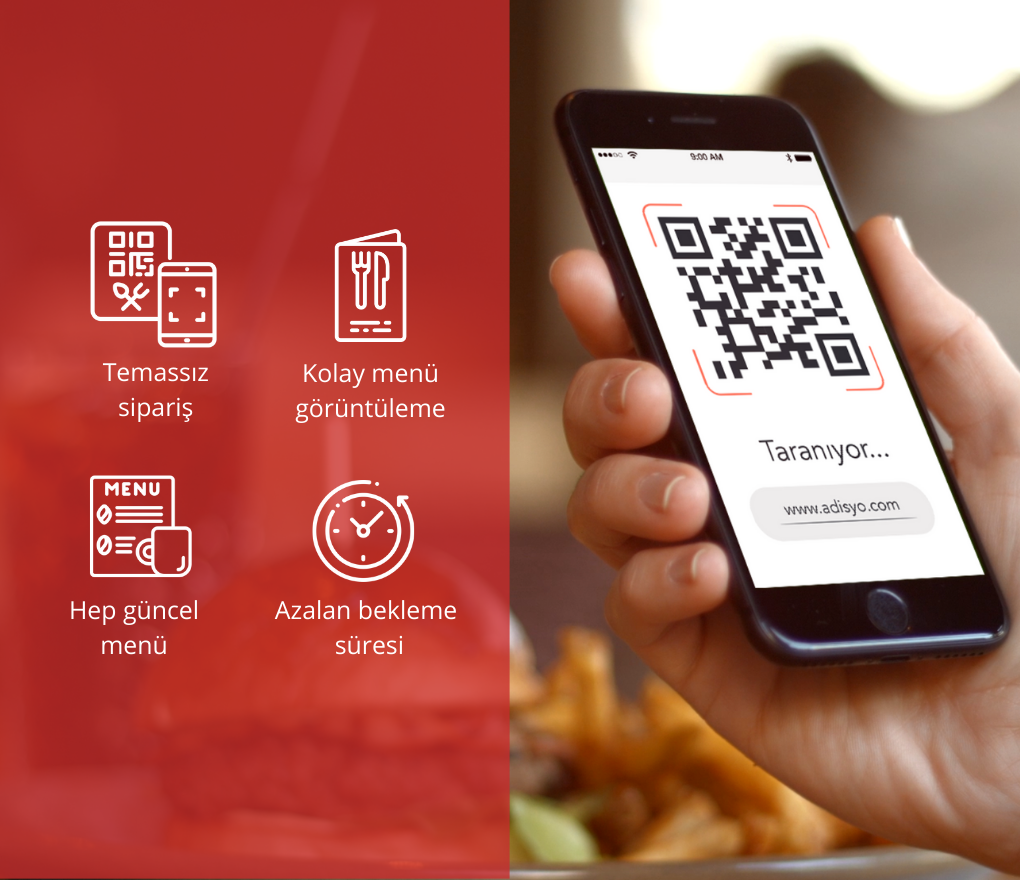 Temassız
sipariş
Kolay menü
görüntüleme
MENU
Hep güncel
menü
Azalan bekleme
süresi
9:00 AM
Taranıyor...
www.adisyo.com